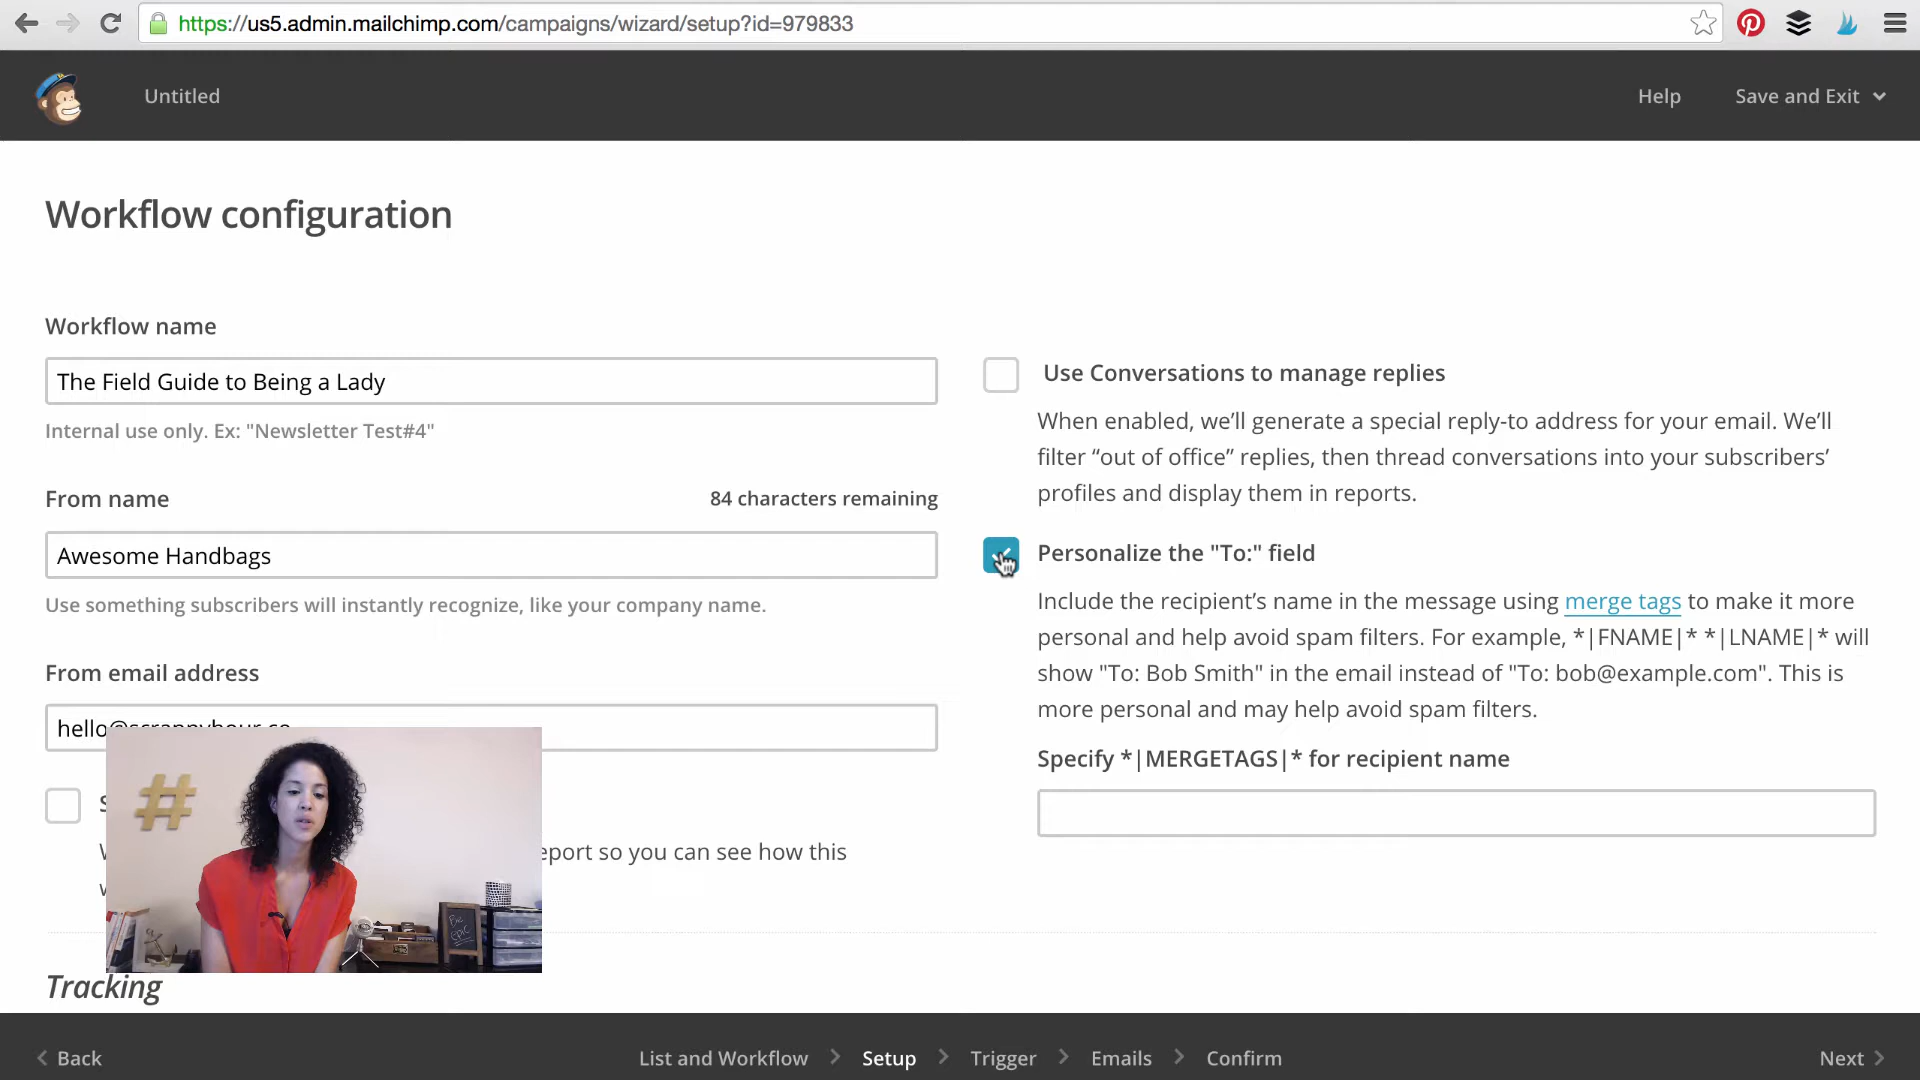 https://us5.admin.mailchimp.com/campaigns/wizard/setup?id=979833
Untitled
Help
Save and Exit
Workflow configuration
Workflow name
The Field Guide to Being a Lady
Internal use only. Ex: "Newsletter Test#4"
From name
84 characters remaining
Awesome Handbags
Use something subscribers will instantly recognize, like your company name.
From email address
hello@scrappyhour.co
eport so you can see how this
Use Conversations to manage replies
When enabled, we’ll generate a special reply-to address for your email. We’ll
filter “out of office” replies, then thread conversations into your subscribers’
profiles and display them in reports.
Personalize the "To:" field
Include the recipient’s name in the message using merge tags to make it more
personal and help avoid spam filters. For example, *|FNAME|* *|LNAME|* will
show "To: Bob Smith" in the email instead of "To: bob@example.com". This is
more personal and may help avoid spam filters.
Specify *|MERGETAGS|* for recipient name
#
Be
epic
Tracking
Back
List and Workflow
Setup
Trigger
Emails
Confirm
Next